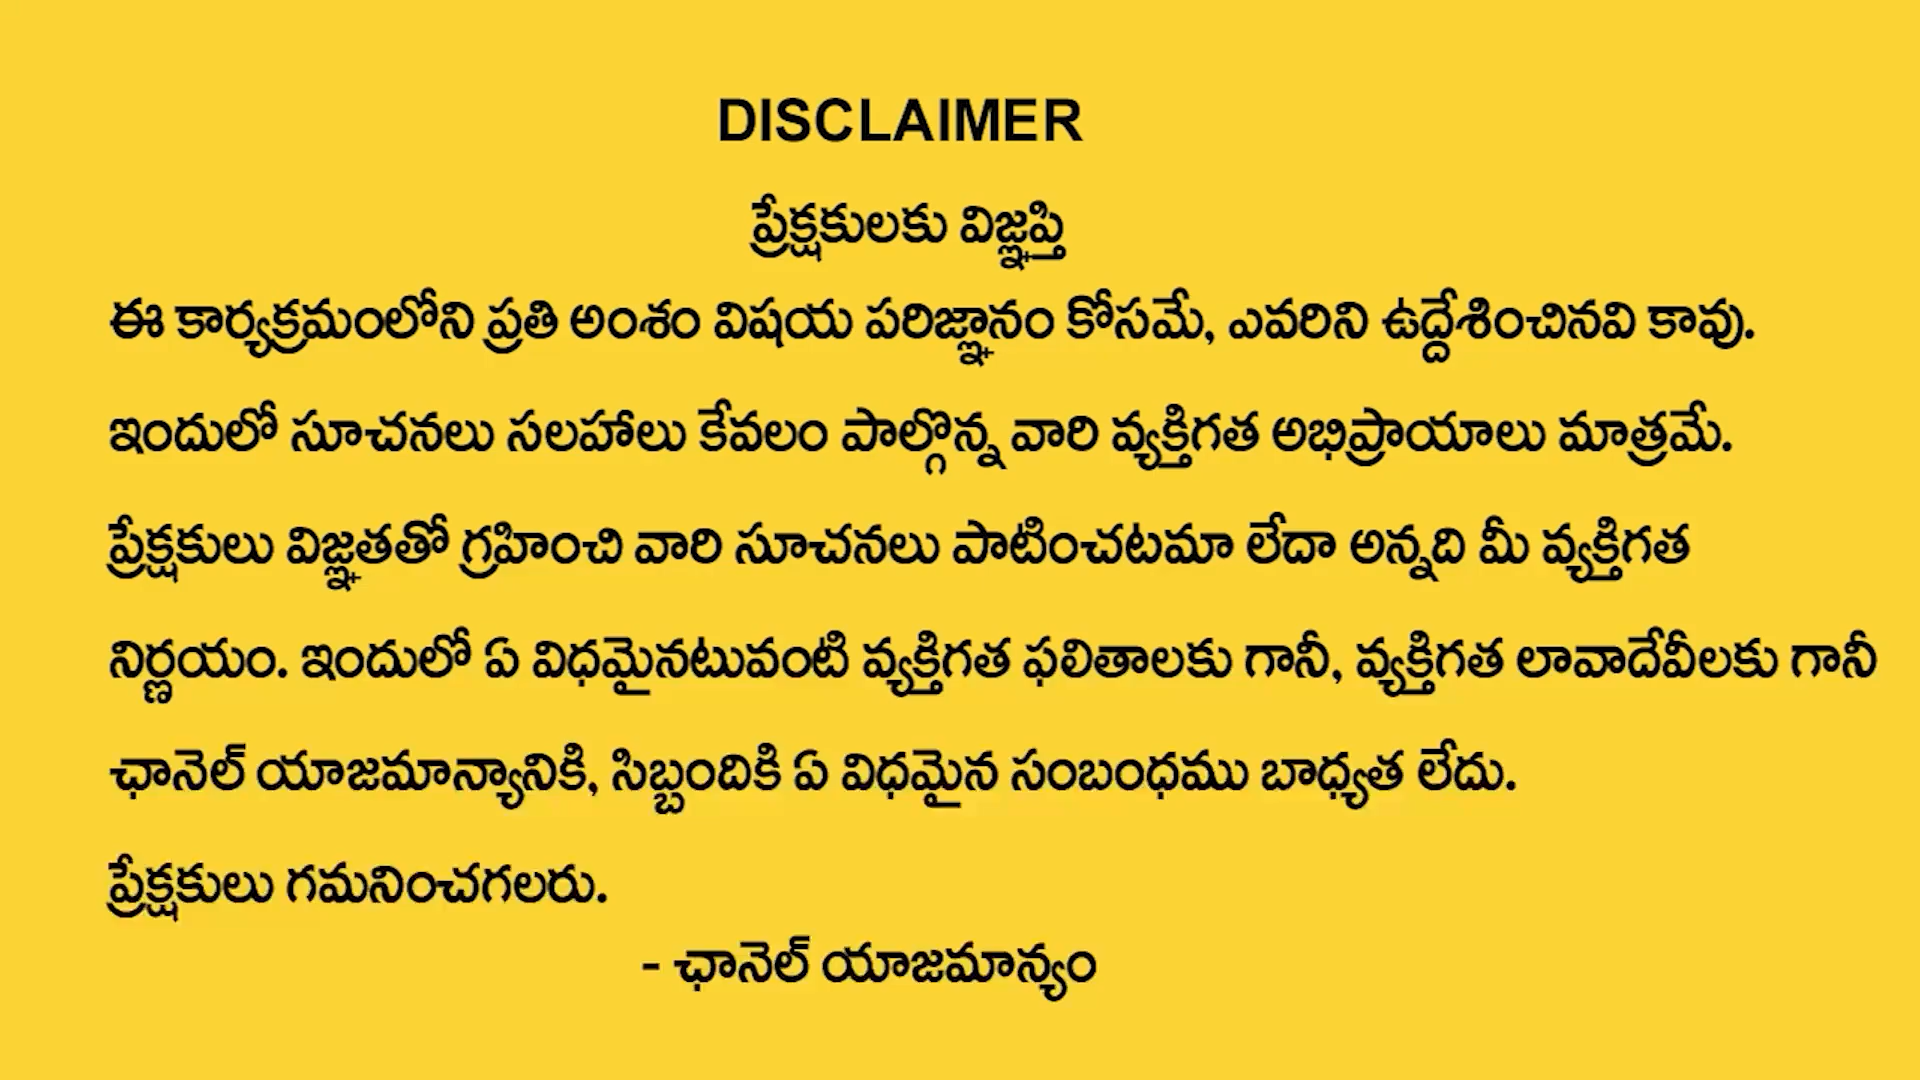 DISCLAIMER
ప్రేక్షకులకు విజ్ఞప్తి
ఈ కార్యక్రమంలోని ప్రతి అంశం విషయ పరిజ్ఞానం కోసమే, ఎవరిని ఉద్దేశించినవి కావు.
ఇందులో సూచనలు సలహాలు కేవలం పాల్గొన్న వారి వ్యక్తిగత అభిప్రాయాలు మాత్రమే.
ప్రేక్షకులు విజ్ఞతతో గ్రహించి వారి సూచనలు పాటించటమా లేదా అన్నది మీ వ్యక్తిగత
నిర్ణయం. ఇందులో ఏ విధమైనటువంటి వ్యక్తిగత ఫలితాలకు గానీ, వ్యక్తిగత లావాదేవీలకు గానీ
ఛానెల్ యాజమాన్యానికి, సిబ్బందికి ఏ విధమైన సంబంధము బాధ్యత లేదు.
ప్రేక్షకులు గమనించగలరు.
- ఛానెల్ యాజమాన్యం